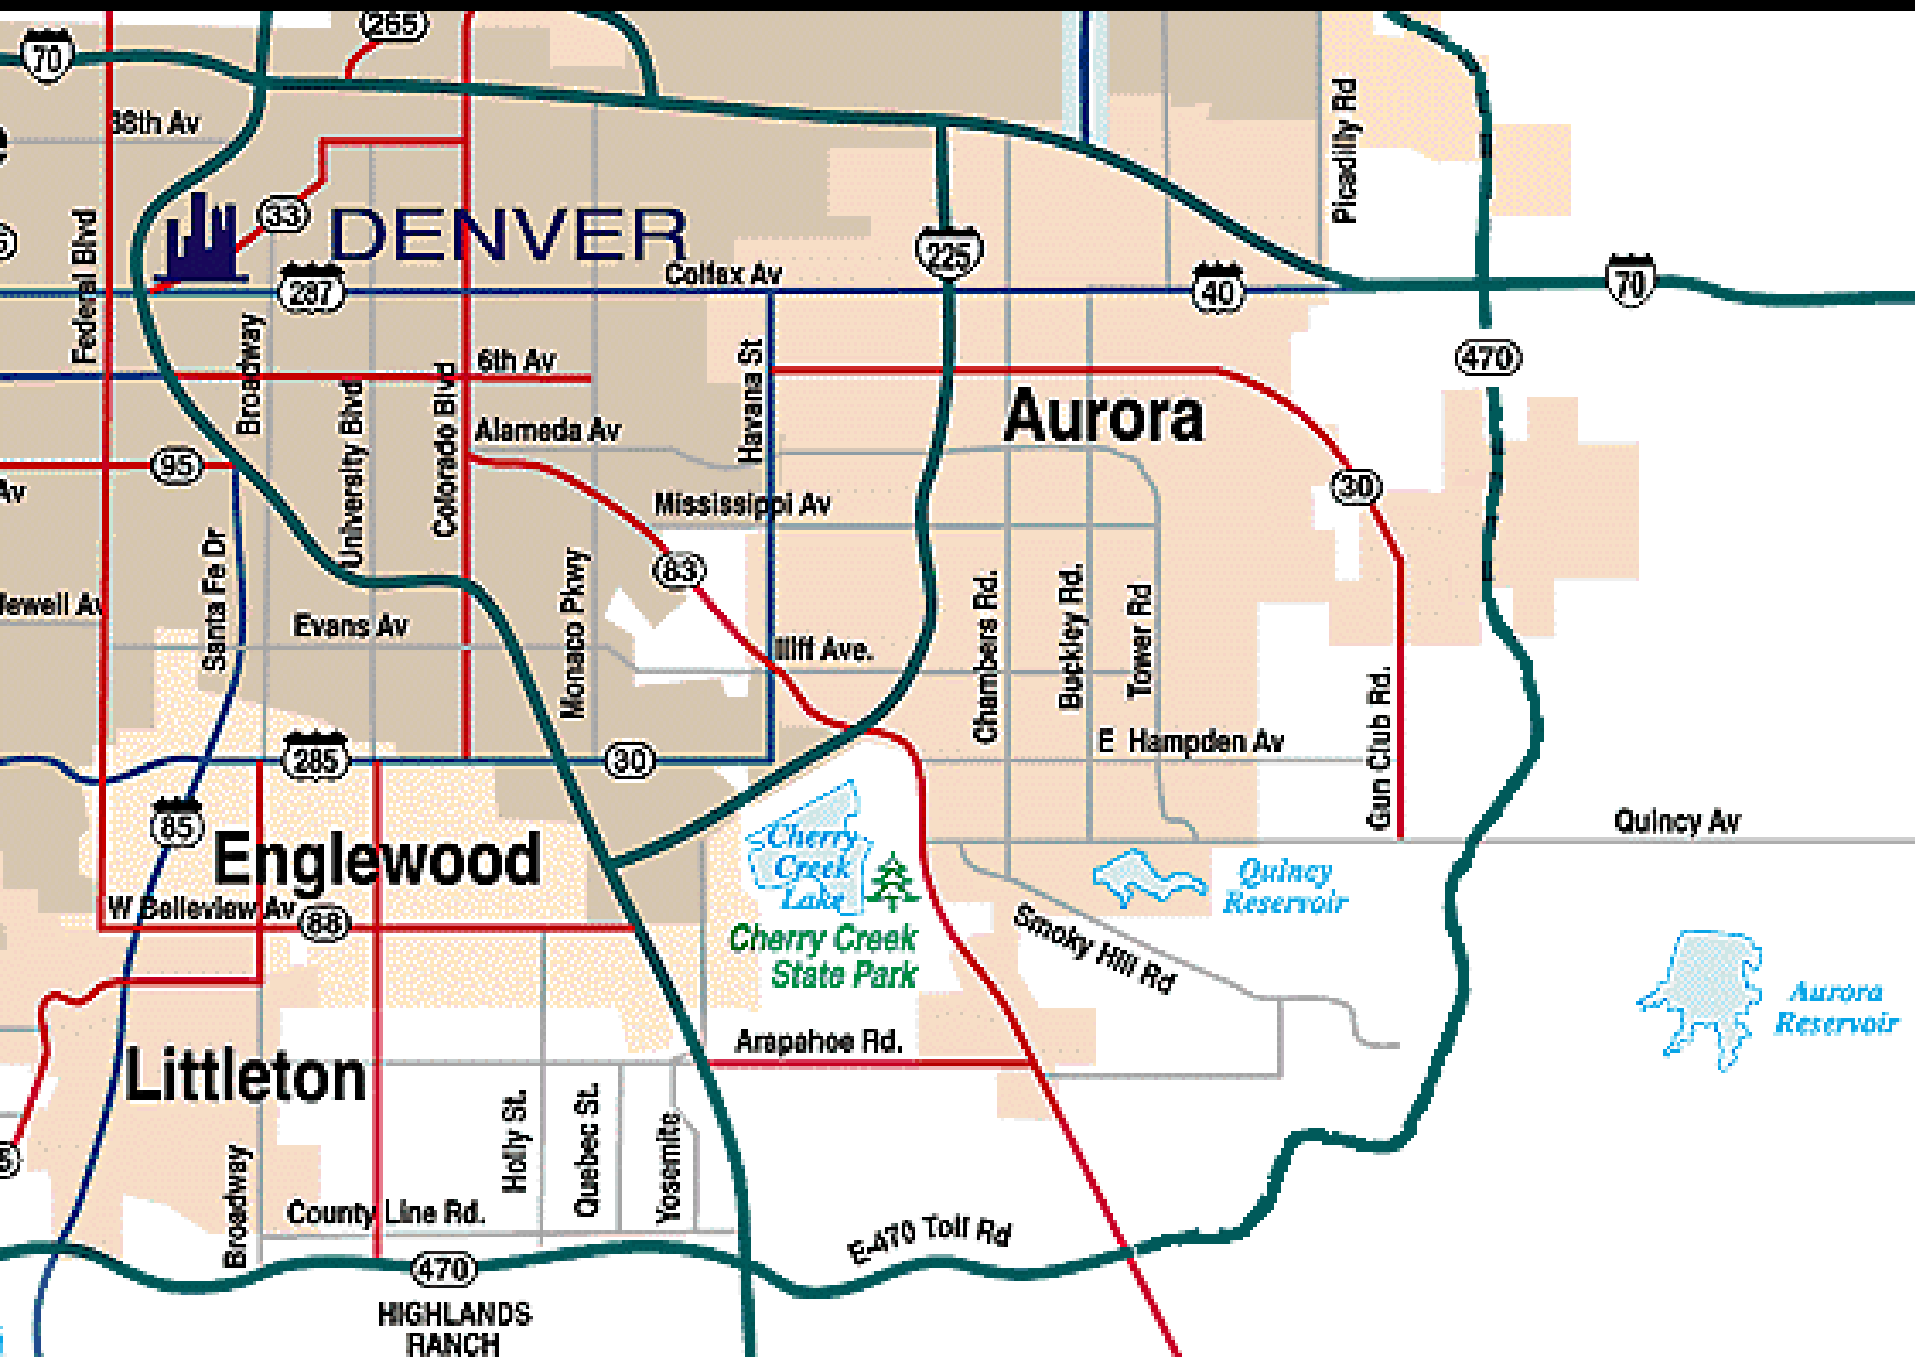 265
70
38th Av
Picadilly Rd
33
DENVER
225
Federal Blvd
Colfax Av
287
40
70
Broadway
6th Av
Havana St
470
University Blvd
Colorado Blvd
Alameda Av
Aurora
95
Av
Mississippi Av
30
Santa Fe Dr
Monaco Pkwy
83
Chambers Rd.
Buckley Rd.
Tower Rd
Jewell Av
Evans Av
Iliff Ave.
Gun Club Rd.
E Hampden Av
285
30
85
Englewood
Cherry
Creek
Lake
Quincy Av
Quincy
Reservoir
W Belleview Av
88
Cherry Creek
State Park
Smoky Hill Rd
Aurora
Reservoir
Arapahoe Rd.
Littleton
Holly St.
Quebec St.
Yosemite
Broadway
County Line Rd.
E-470 Toll Rd
470
HIGHLANDS
RANCH